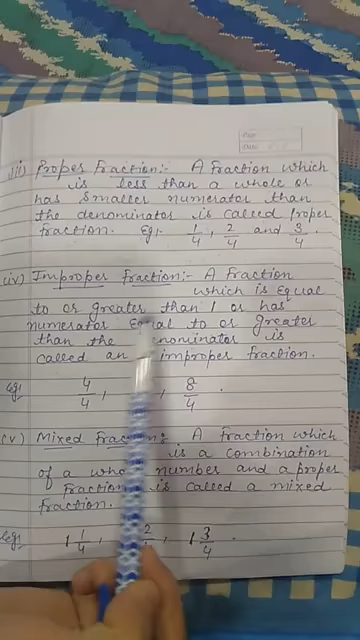 iii) Proper Fraction:- A fraction which
is less than a whole or
has smaller numerator than
the denominator is called Proper
fraction. Eg:- 1/4, 2/4 and 3/4
(iv) Improper Fraction:- A Fraction
which is Equal
to or greater than 1 or has
numerator Equal to or greater
than the denominator is
called an improper fraction.
Eg:- 4/4, , 8/4.
(v) Mixed Fraction:- A Fraction which
is a combination
of a whole number and a proper
Fraction is called a mixed
fraction.
Eg:- 1 1/4, , 1 3/4.